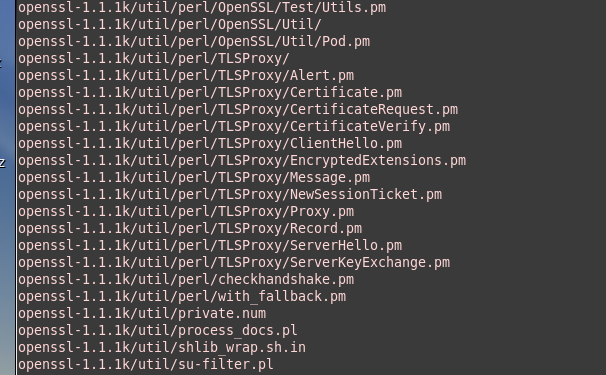 openssl-1.1.1k/util/perl/OpenSSL/Test/Utils.pm
openssl-1.1.1k/util/perl/OpenSSL/Util/
openssl-1.1.1k/util/perl/OpenSSL/Util/Pod.pm
openssl-1.1.1k/util/perl/TLSProxy/
openssl-1.1.1k/util/perl/TLSProxy/Alert.pm
openssl-1.1.1k/util/perl/TLSProxy/Certificate.pm
openssl-1.1.1k/util/perl/TLSProxy/CertificateRequest.pm
openssl-1.1.1k/util/perl/TLSProxy/CertificateVerify.pm
openssl-1.1.1k/util/perl/TLSProxy/ClientHello.pm
openssl-1.1.1k/util/perl/TLSProxy/EncryptedExtensions.pm
openssl-1.1.1k/util/perl/TLSProxy/Message.pm
openssl-1.1.1k/util/perl/TLSProxy/NewSessionTicket.pm
openssl-1.1.1k/util/perl/TLSProxy/Proxy.pm
openssl-1.1.1k/util/perl/TLSProxy/Record.pm
openssl-1.1.1k/util/perl/TLSProxy/ServerHello.pm
openssl-1.1.1k/util/perl/TLSProxy/ServerKeyExchange.pm
openssl-1.1.1k/util/perl/checkhandshake.pm
openssl-1.1.1k/util/perl/with_fallback.pm
openssl-1.1.1k/util/private.num
openssl-1.1.1k/util/process_docs.pl
openssl-1.1.1k/util/shlib_wrap.sh.in
openssl-1.1.1k/util/su-filter.pl